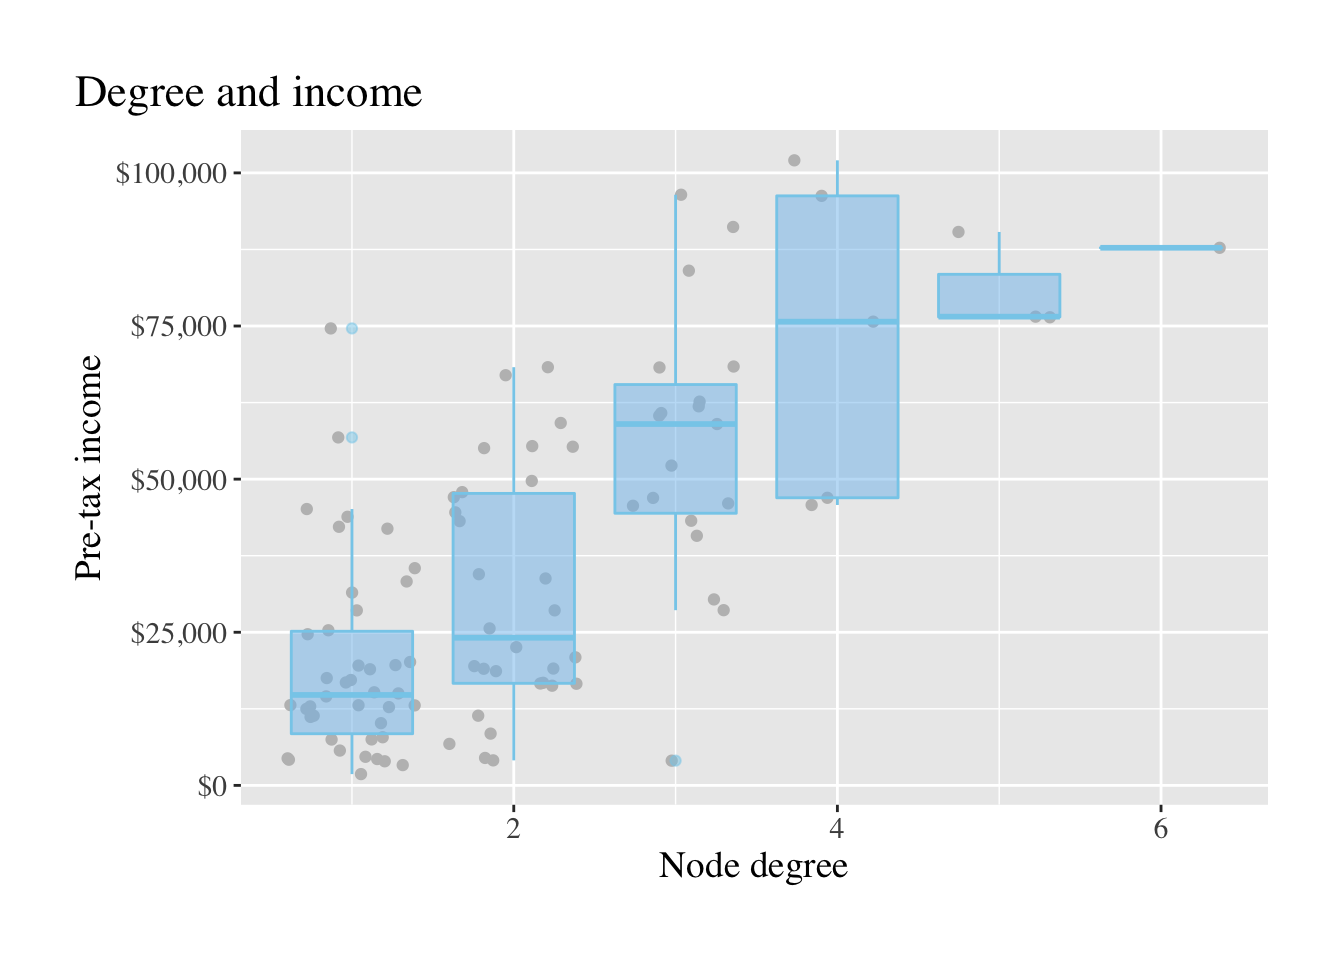 Degree and income
$100,000
$75,000
$50,000
$25,000
$0
Pre-tax income
2 4 6
Node degree